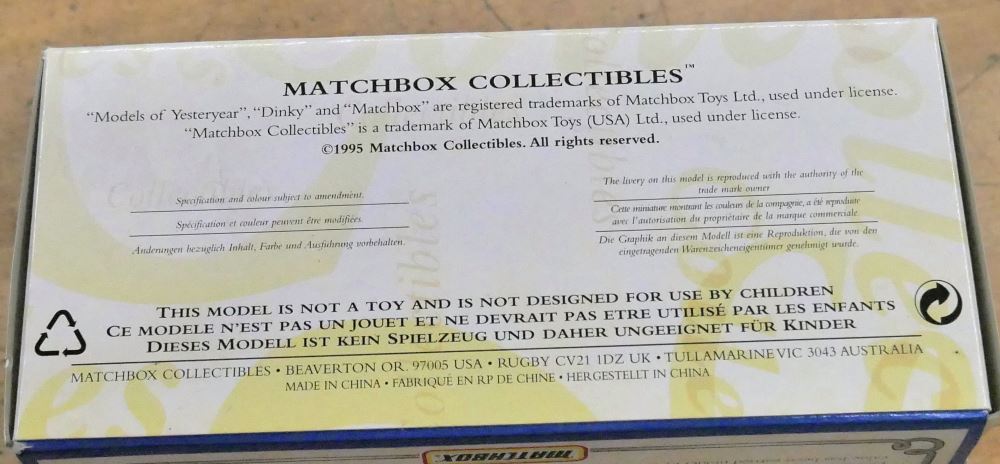 MATCHBOX COLLECTIBLES™
"Models of Yesteryear", "Dinky" and "Matchbox" are registered trademarks of Matchbox Toys Ltd., used under license.
"Matchbox Collectibles" is a trademark of Matchbox Toys (USA) Ltd., used under license.
©1995 Matchbox Collectibles. All rights reserved.
Specification and colour subject to amendment.
Spécification et couleur peuvent être modifiées.
Änderungen bezüglich Inhalt, Farbe und Ausführung vorbehalten.
The livery on this model is reproduced with the authority of the
trade mark owner
Cette miniature montrant les couleurs de la compagnie, a été reproduite
avec l'autorisation du propriétaire de la marque commerciale
Die Graphik an diesem Modell ist eine Reproduktion, die von den
eingetragenden Warenzeicheneigentümer genehmigt wurde.
THIS MODEL IS NOT A TOY AND IS NOT DESIGNED FOR USE BY CHILDREN
CE MODELE N'EST PAS UN JOUET ET NE DEVRAIT PAS ETRE UTILISÉ PAR LES ENFANTS
DIESES MODELL IST KEIN SPIELZEUG UND DAHER UNGEEIGNET FÜR KINDER
MATCHBOX COLLECTIBLES • BEAVERTON OR. 97005 USA • RUGBY CV21 1DZ UK • TULLAMARINE VIC 3043 AUSTRALIA
MADE IN CHINA • FABRIQUÉ EN RP DE CHINE • HERGESTELLT IN CHINA
MATCHBOX